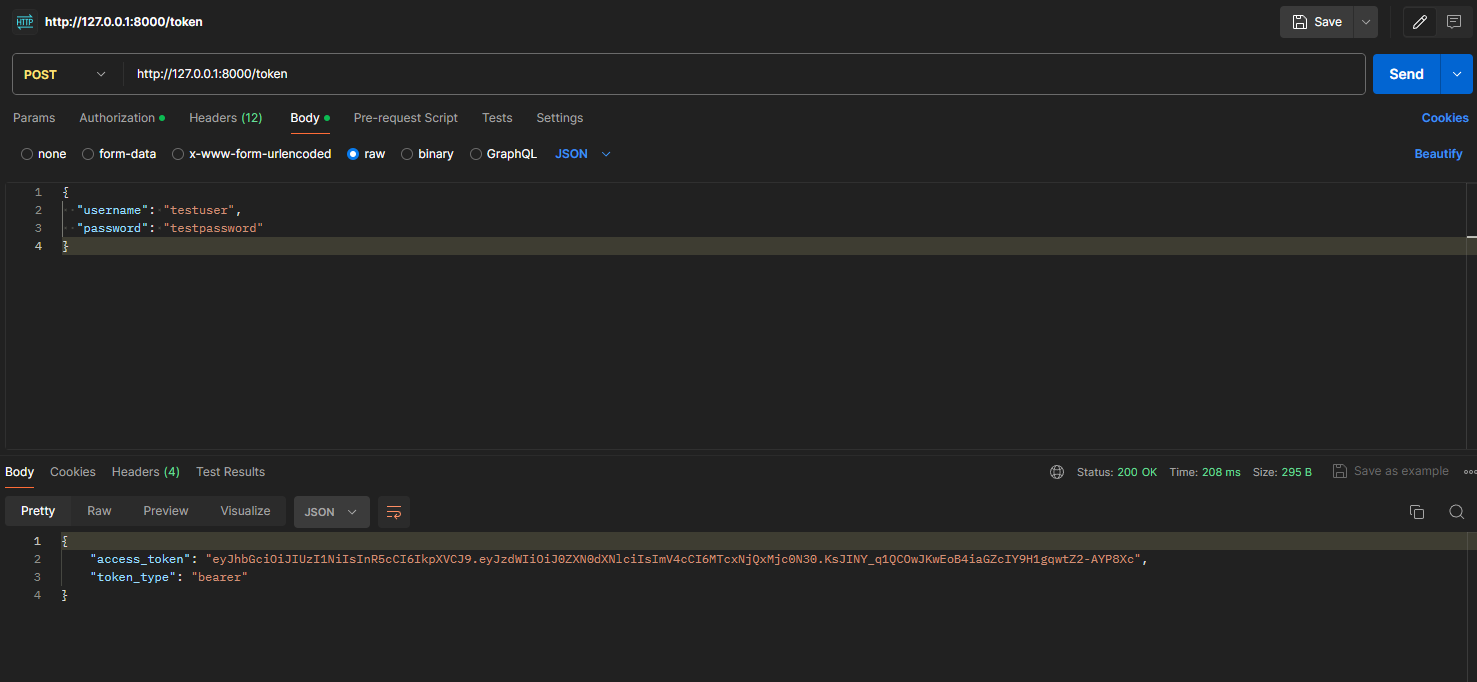 HTTP http://127.0.0.1:8000/token Save
POST http://127.0.0.1:8000/token Send
Params Authorization Headers (12) Body Pre-request Script Tests Settings Cookies
none form-data x-www-form-urlencoded raw binary GraphQL JSON Beautify
1 {
2 "username": "testuser",
3 "password": "testpassword"
4 }
Body Cookies Headers (4) Test Results Status: 200 OK Time: 208 ms Size: 295 B Save as example
Pretty Raw Preview Visualize JSON
1 {
2 "access_token": "eyJhbGciOiJIUzI1NiIsInR5cCI6IkpXVCJ9.eyJzdWIiOiJ0ZXN0dXNlciIsImV4cCI6MTcxNjQxMjc0N30.KsJINY_q1QCOwJKwEoB4iaGZcIY9H1gqwtZ2-AYP8Xc",
3 "token_type": "bearer"
4 }